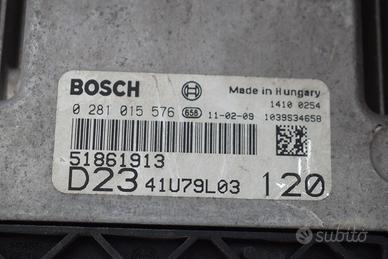 BOSCH
Made in Hungary
1410 0254
0 281 015 576 658 11-02-09 1039S34658
51861913
D23 41U79L03 120
subito